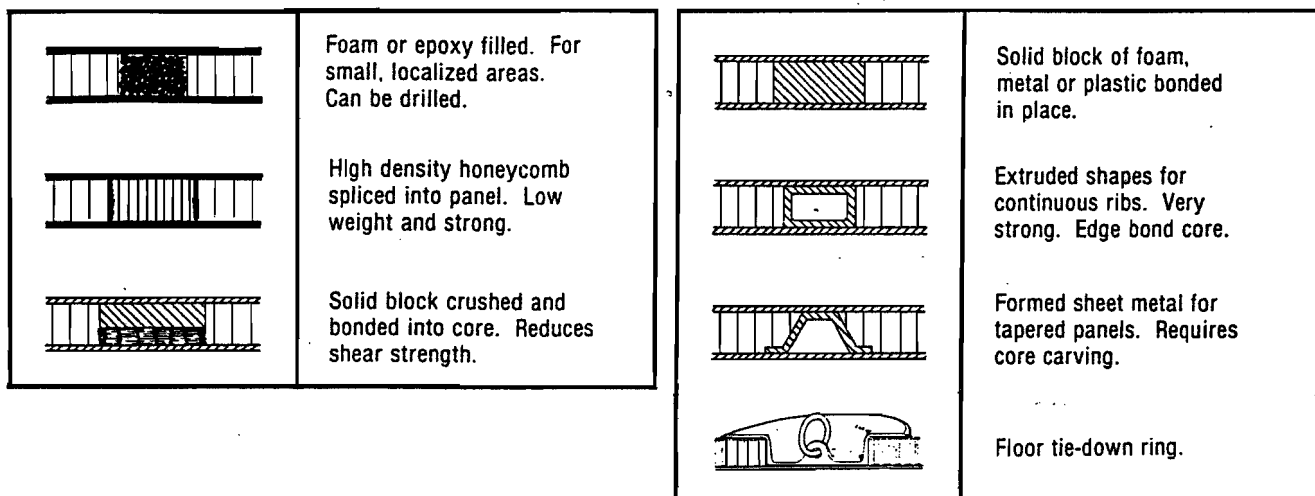 Foam or epoxy filled. For
small, localized areas.
Can be drilled.
High density honeycomb
spliced into panel. Low
weight and strong.
Solid block crushed and
bonded into core. Reduces
shear strength.
Solid block of foam,
metal or plastic bonded
in place.
Extruded shapes for
continuous ribs. Very
strong. Edge bond core.
Formed sheet metal for
tapered panels. Requires
core carving.
Floor tie-down ring.